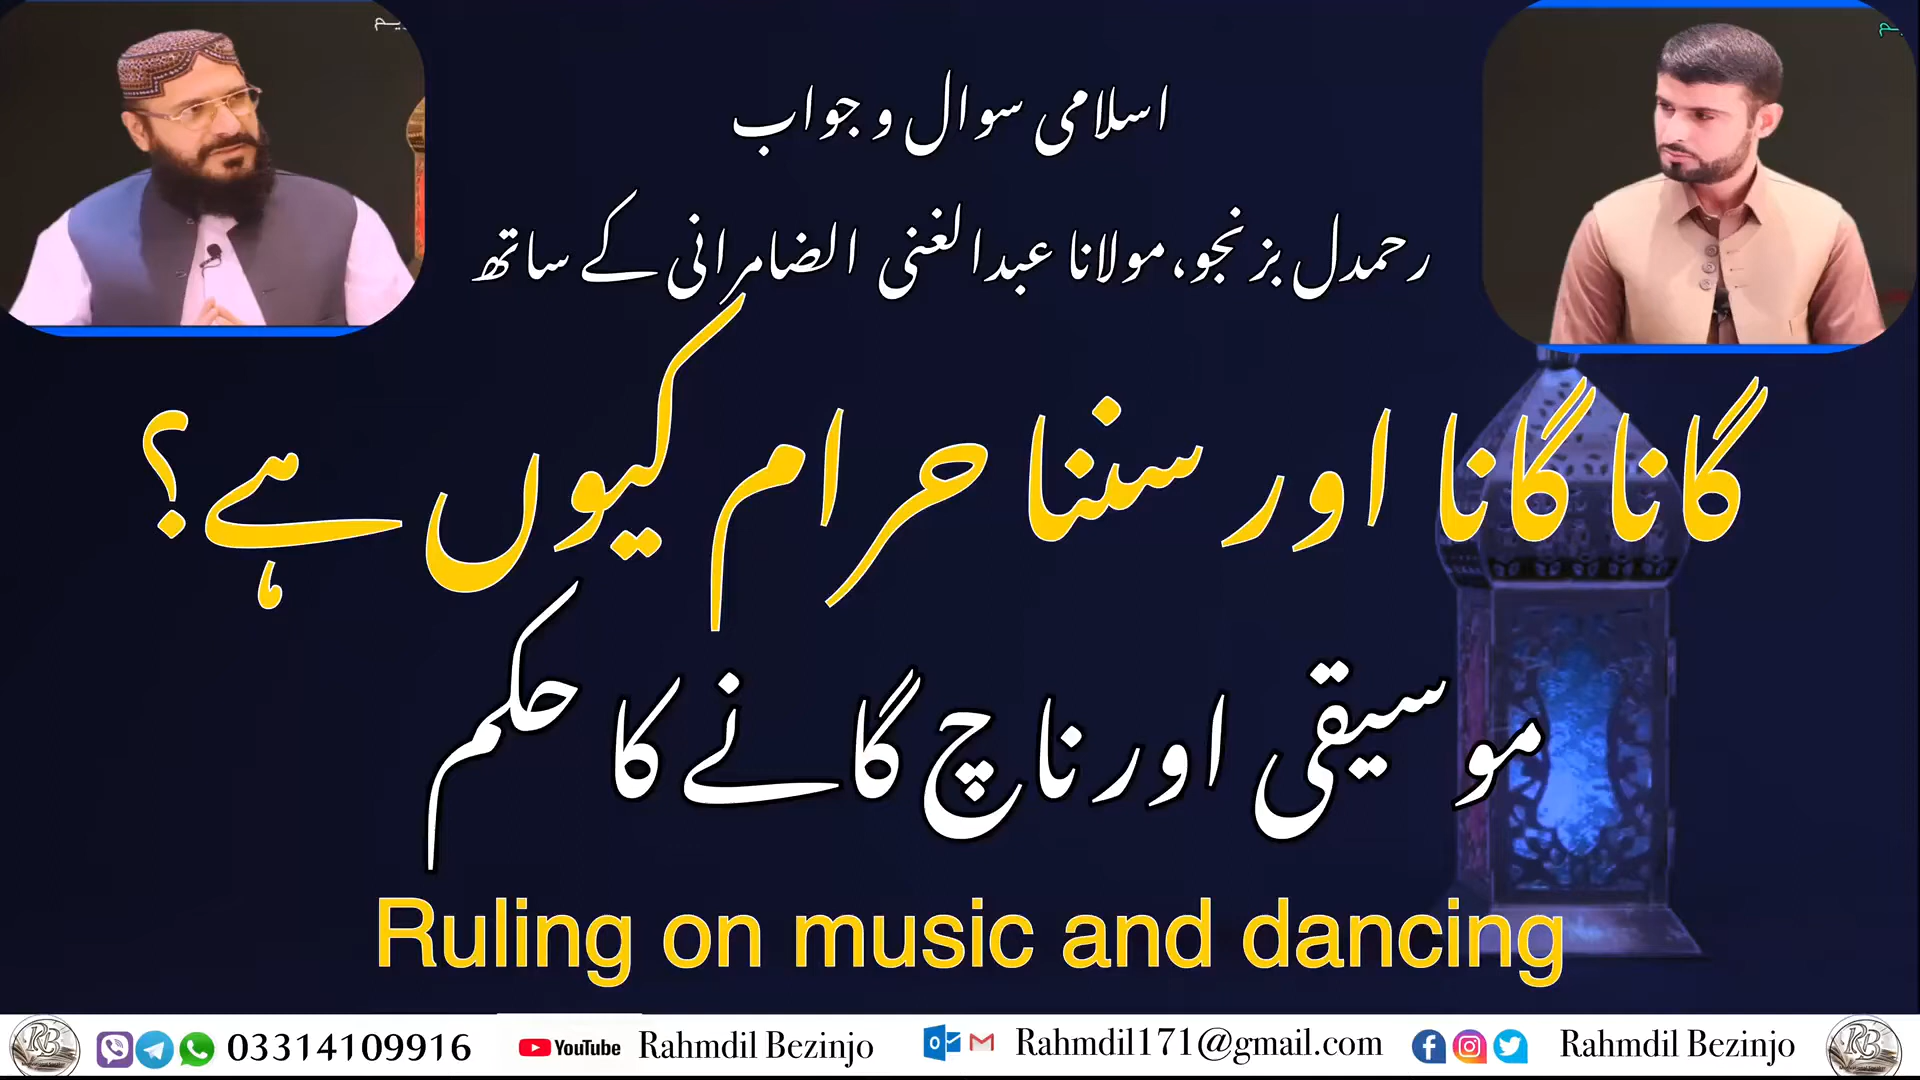 اسلامی سوال و جواب
رحمدل بزنجو، مولانا عبدالغنی الضامرانی کے ساتھ
گانا گانا اور سننا حرام کیوں ہے؟
موسیقی اور ناچ گانے کا حکم
Ruling on music and dancing
03314109916 YouTube Rahmdil Bezinjo Rahmdil171@gmail.com Rahmdil Bezinjo